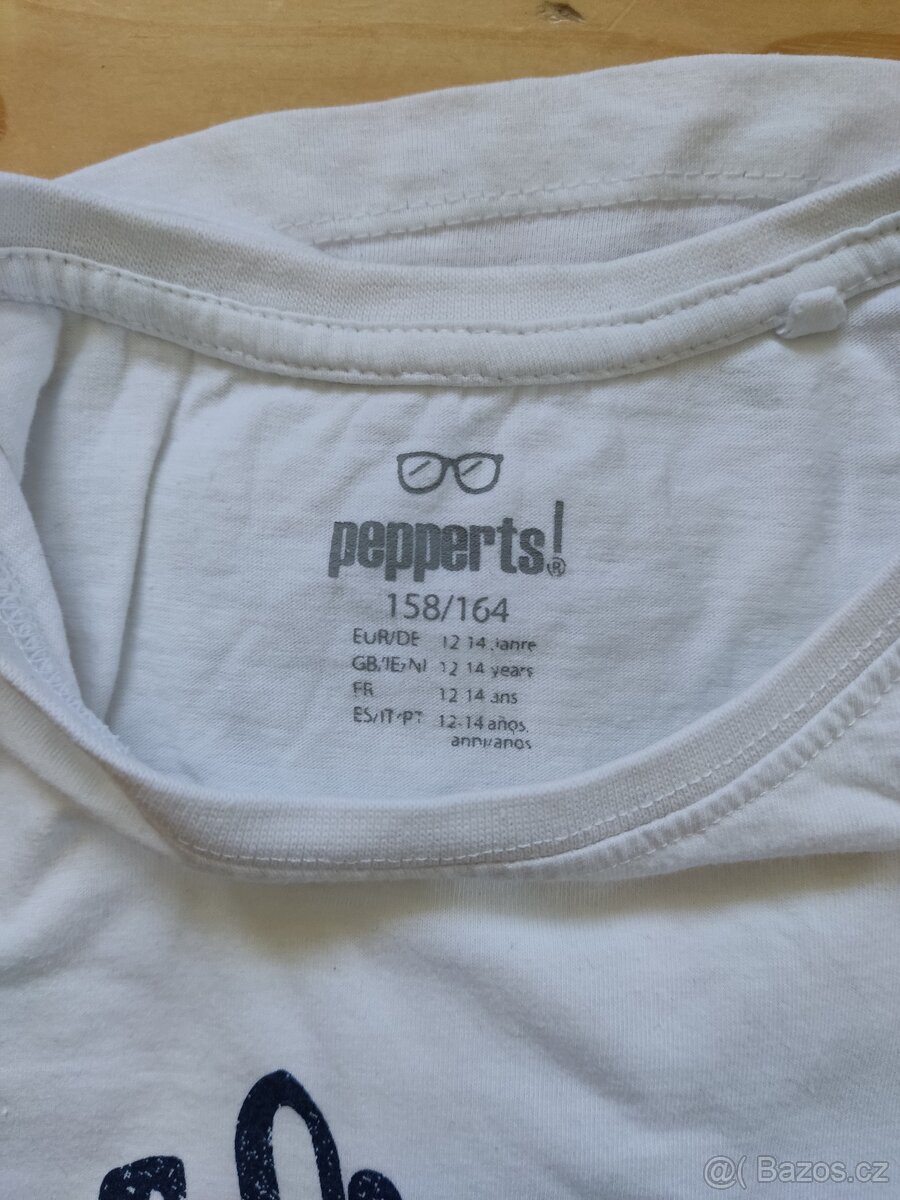 pepperts!®
158/164
EUR/DE 12-14 Jahre
GB/IE/NI 12-14 years
FR 12-14 ans
ES/IT/PT 12-14 años,
anni/anos
@( Bazos.cz